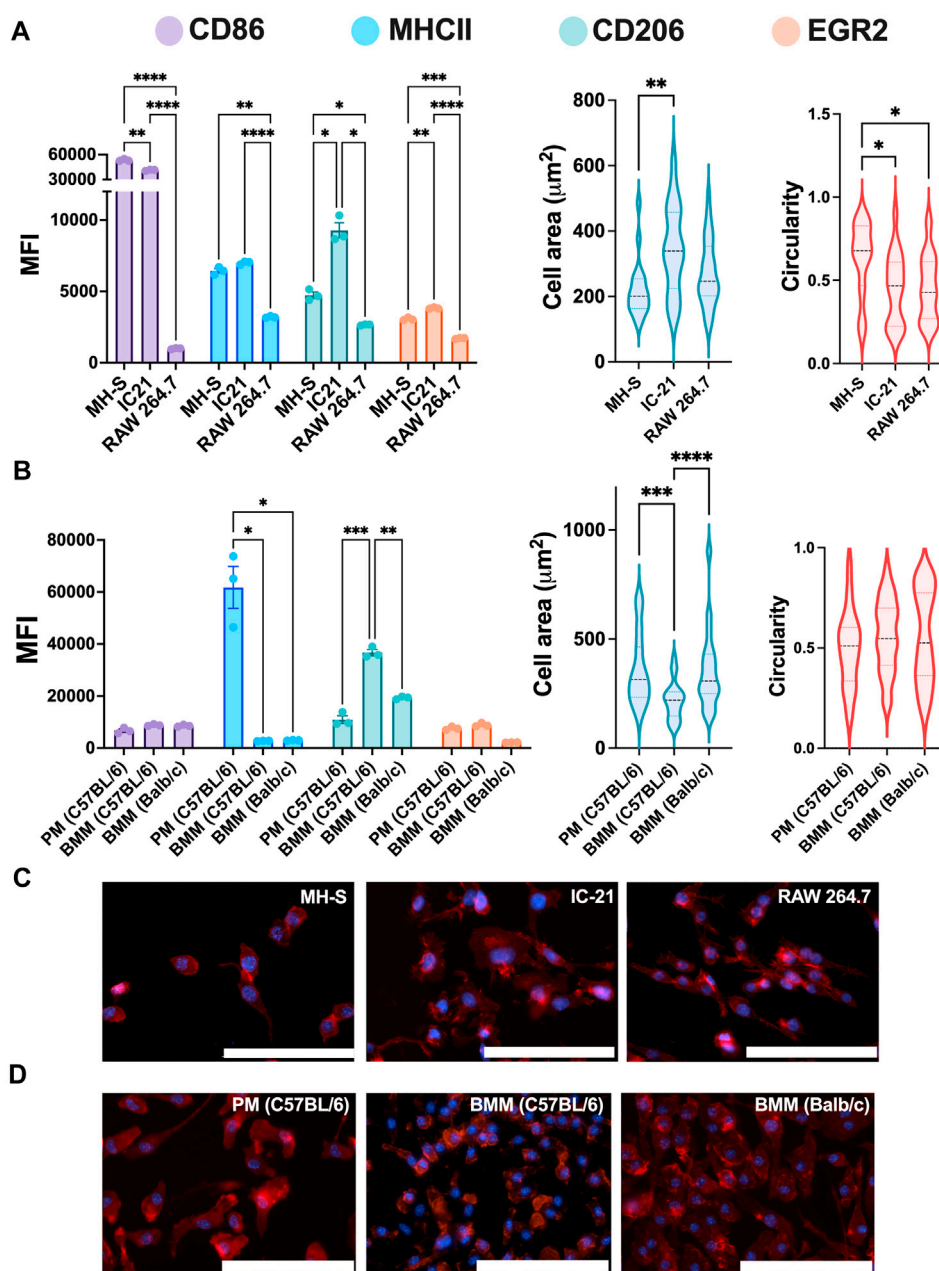 A
CD86 MHCII CD206 EGR2
**** ** **** ** **** * * * *** ** ****
MFI
60000
30000
10000
5000
0
MH-S IC21 RAW 264.7 MH-S IC21 RAW 264.7 MH-S IC21 RAW 264.7 MH-S IC21 RAW 264.7
**
Cell area (μm²)
800
600
400
200
0
MH-S IC-21 RAW 264.7
* *
Circularity
1.5
1.0
0.5
0.0
MH-S IC-21 RAW 264.7
B
* * *** **
MFI
80000
60000
40000
20000
0
PM (C57BL/6) BMM (C57BL/6) BMM (Balb/c) PM (C57BL/6) BMM (C57BL/6) BMM (Balb/c) PM (C57BL/6) BMM (C57BL/6) BMM (Balb/c) PM (C57BL/6) BMM (C57BL/6) BMM (Balb/c)
*** ****
Cell area (μm²)
1000
500
0
PM (C57BL/6) BMM (C57BL/6) BMM (Balb/c)
Circularity
1.0
0.5
0.0
PM (C57BL/6) BMM (C57BL/6) BMM (Balb/c)
C
MH-S IC-21 RAW 264.7
D
PM (C57BL/6) BMM (C57BL/6) BMM (Balb/c)